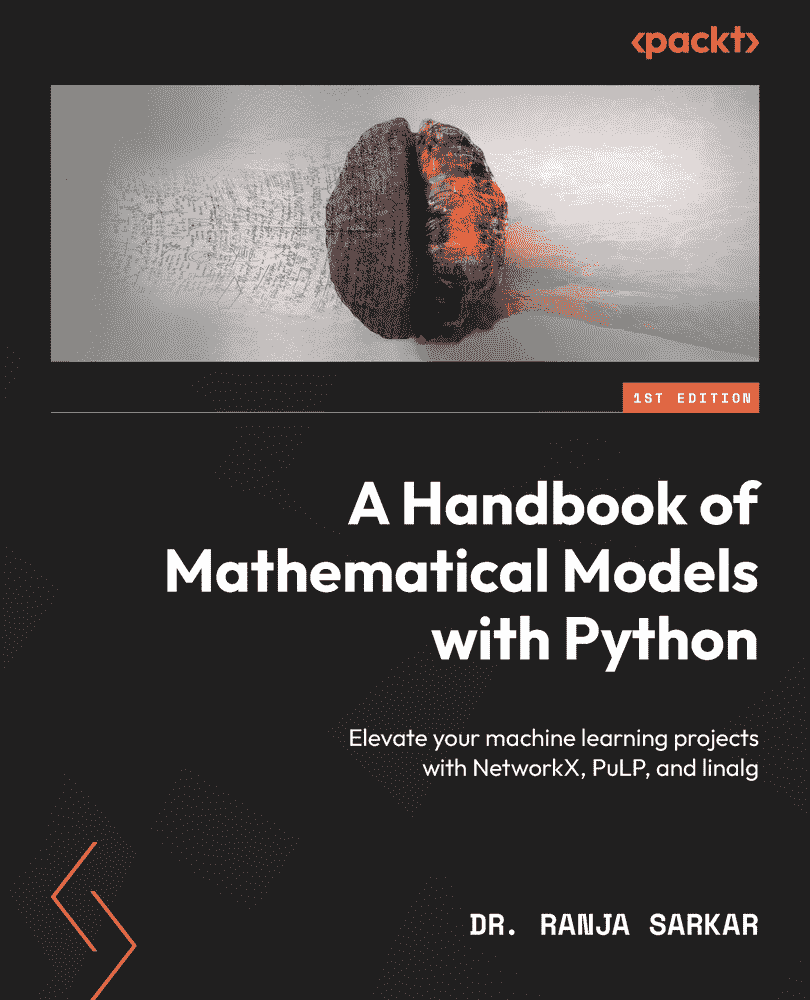 <packt>
1ST EDITION
A Handbook of
Mathematical Models
with Python
Elevate your machine learning projects
with NetworkX, PuLP, and linalg
DR. RANJA SARKAR